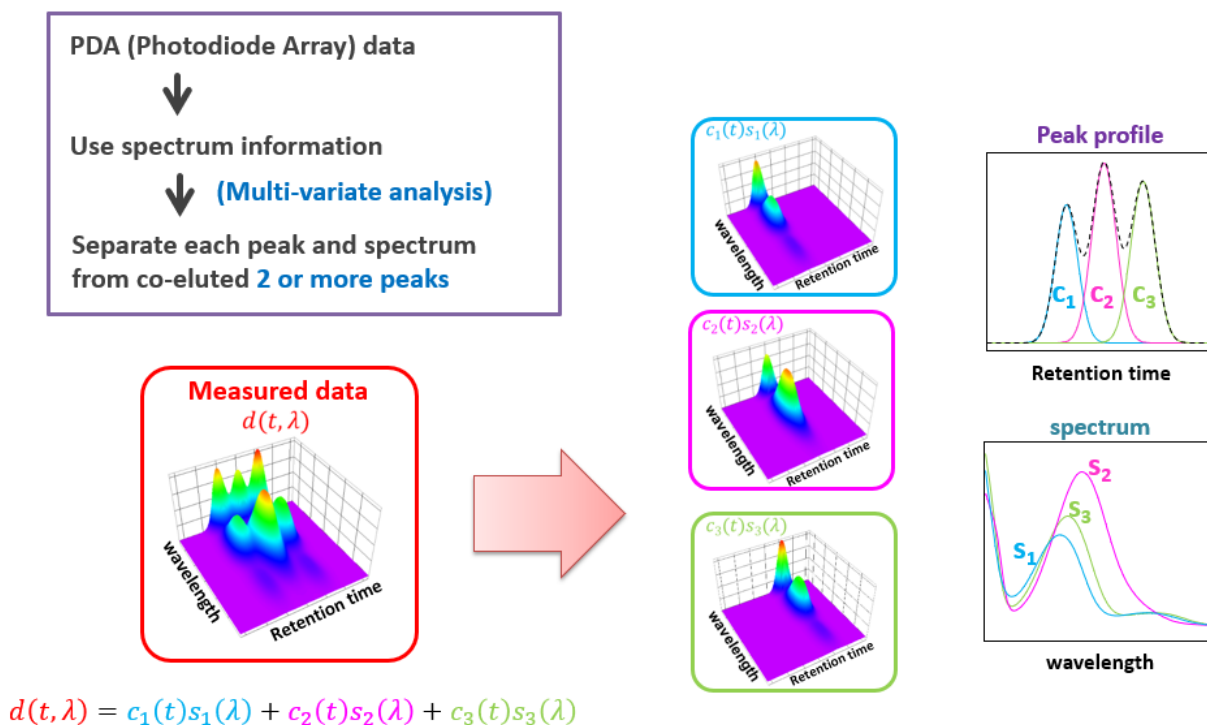 PDA (Photodiode Array) data
Use spectrum information
(Multi-variate analysis)
Separate each peak and spectrum
from co-eluted 2 or more peaks
Measured data
d(t, λ)
wavelength
Retention time
d(t, λ) = c₁(t)s₁(λ) + c₂(t)s₂(λ) + c₃(t)s₃(λ)
c₁(t)s₁(λ)
wavelength
Retention time
c₂(t)s₂(λ)
wavelength
Retention time
c₃(t)s₃(λ)
wavelength
Retention time
Peak profile
C₁ C₂ C₃
Retention time
spectrum
S₂
S₃
S₁
wavelength